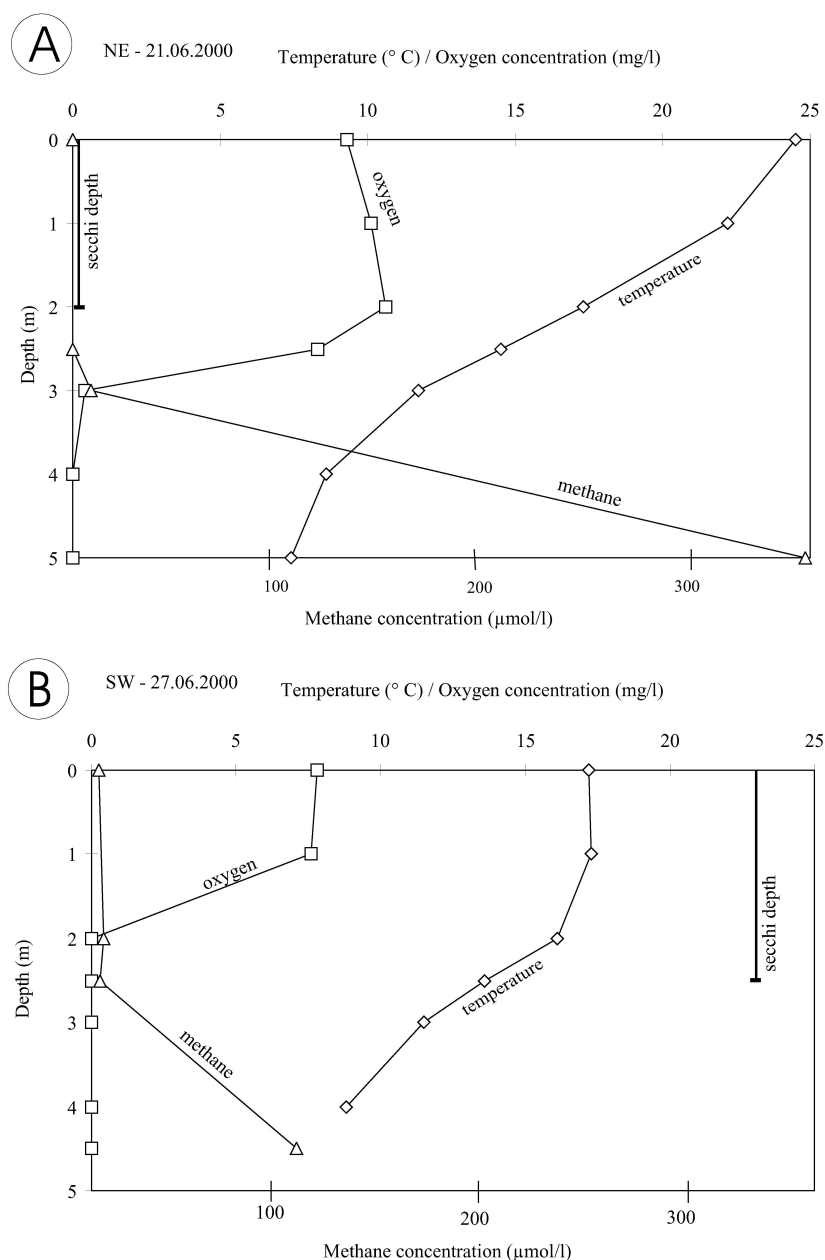 A
NE - 21.06.2000
Temperature (° C) / Oxygen concentration (mg/l)
0 5 10 15 20 25
0
1
2
3
4
5
Depth (m)
secchi depth
oxygen
temperature
methane
100 200 300
Methane concentration (µmol/l)
B
SW - 27.06.2000
Temperature (° C) / Oxygen concentration (mg/l)
0 5 10 15 20 25
0
1
2
3
4
5
Depth (m)
oxygen
secchi depth
temperature
methane
100 200 300
Methane concentration (µmol/l)